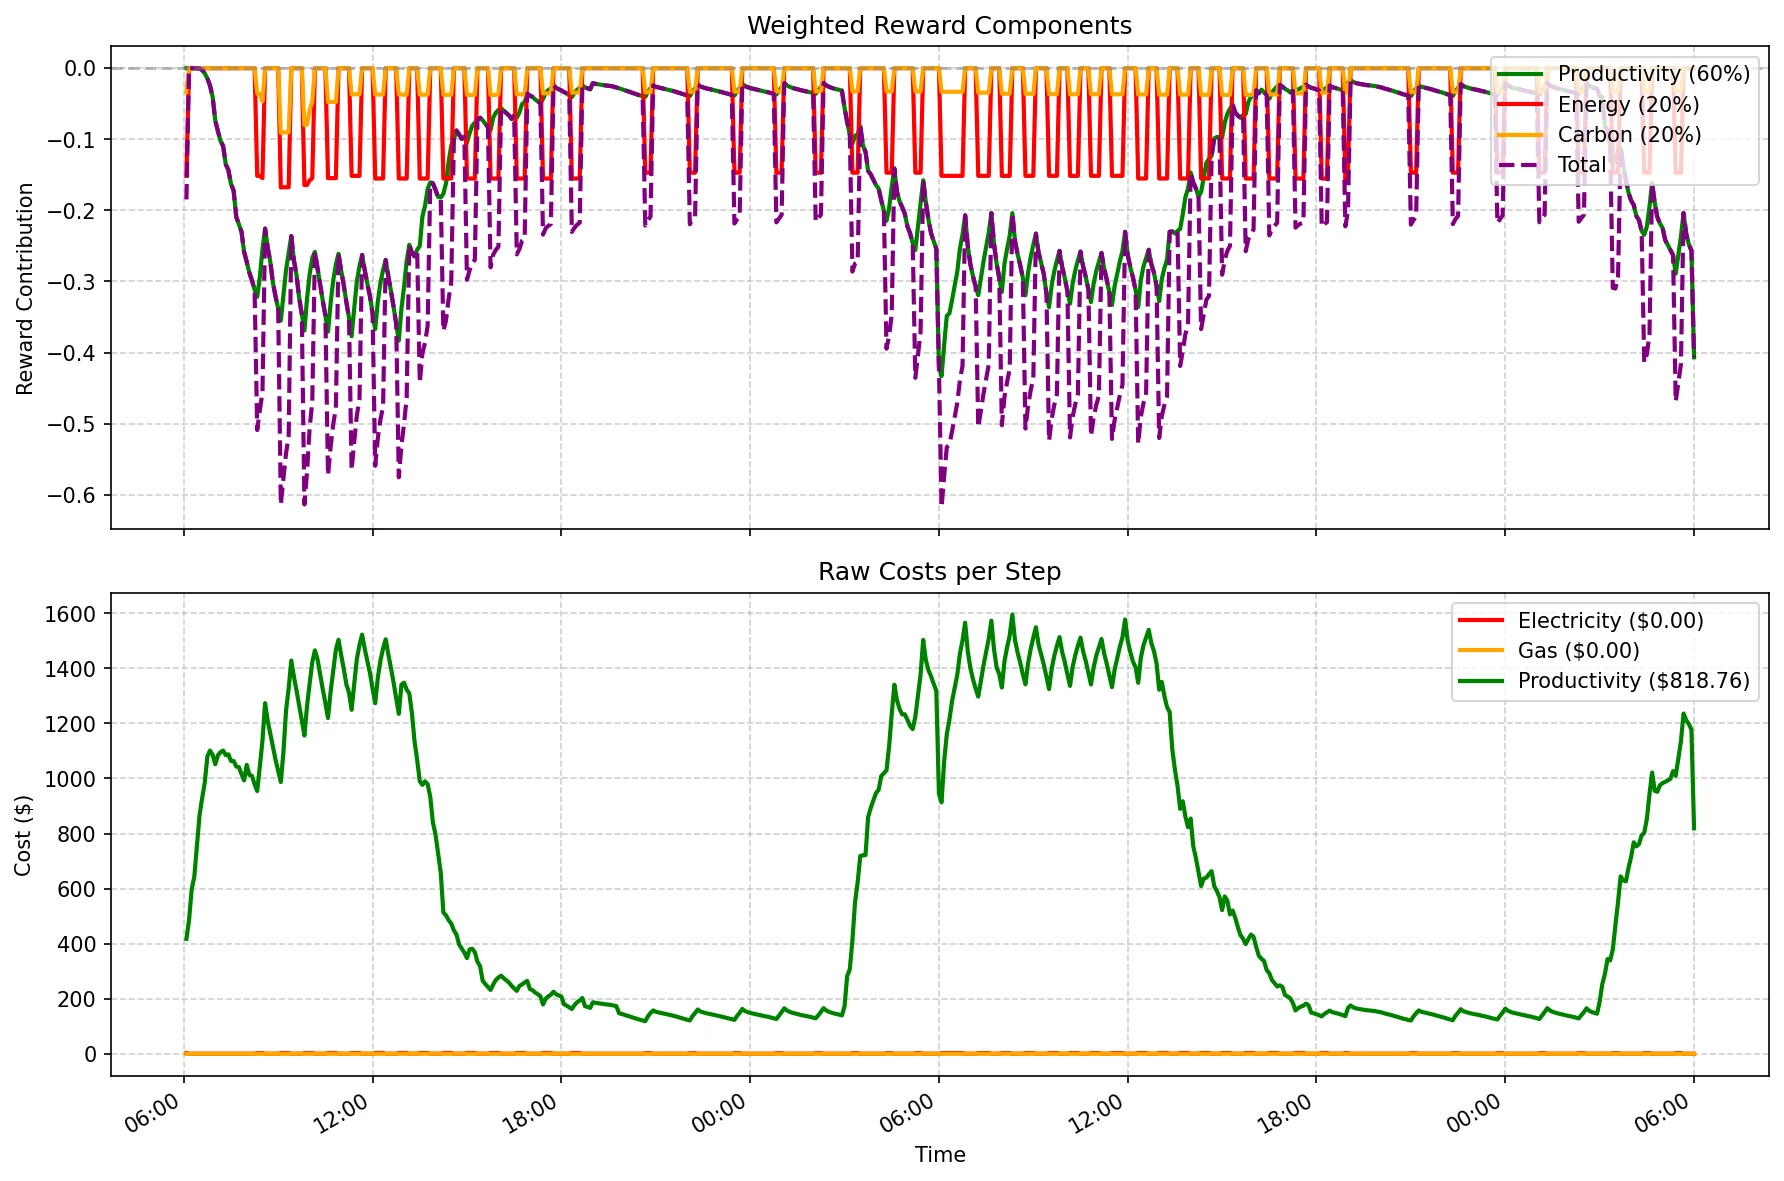 Weighted Reward Components
Reward Contribution
0.0
−0.1
−0.2
−0.3
−0.4
−0.5
−0.6
Productivity (60%)
Energy (20%)
Carbon (20%)
Total
Raw Costs per Step
Cost ($)
1600
1400
1200
1000
800
600
400
200
0
Electricity ($0.00)
Gas ($0.00)
Productivity ($818.76)
06:00
12:00
18:00
00:00
06:00
12:00
18:00
00:00
06:00
Time